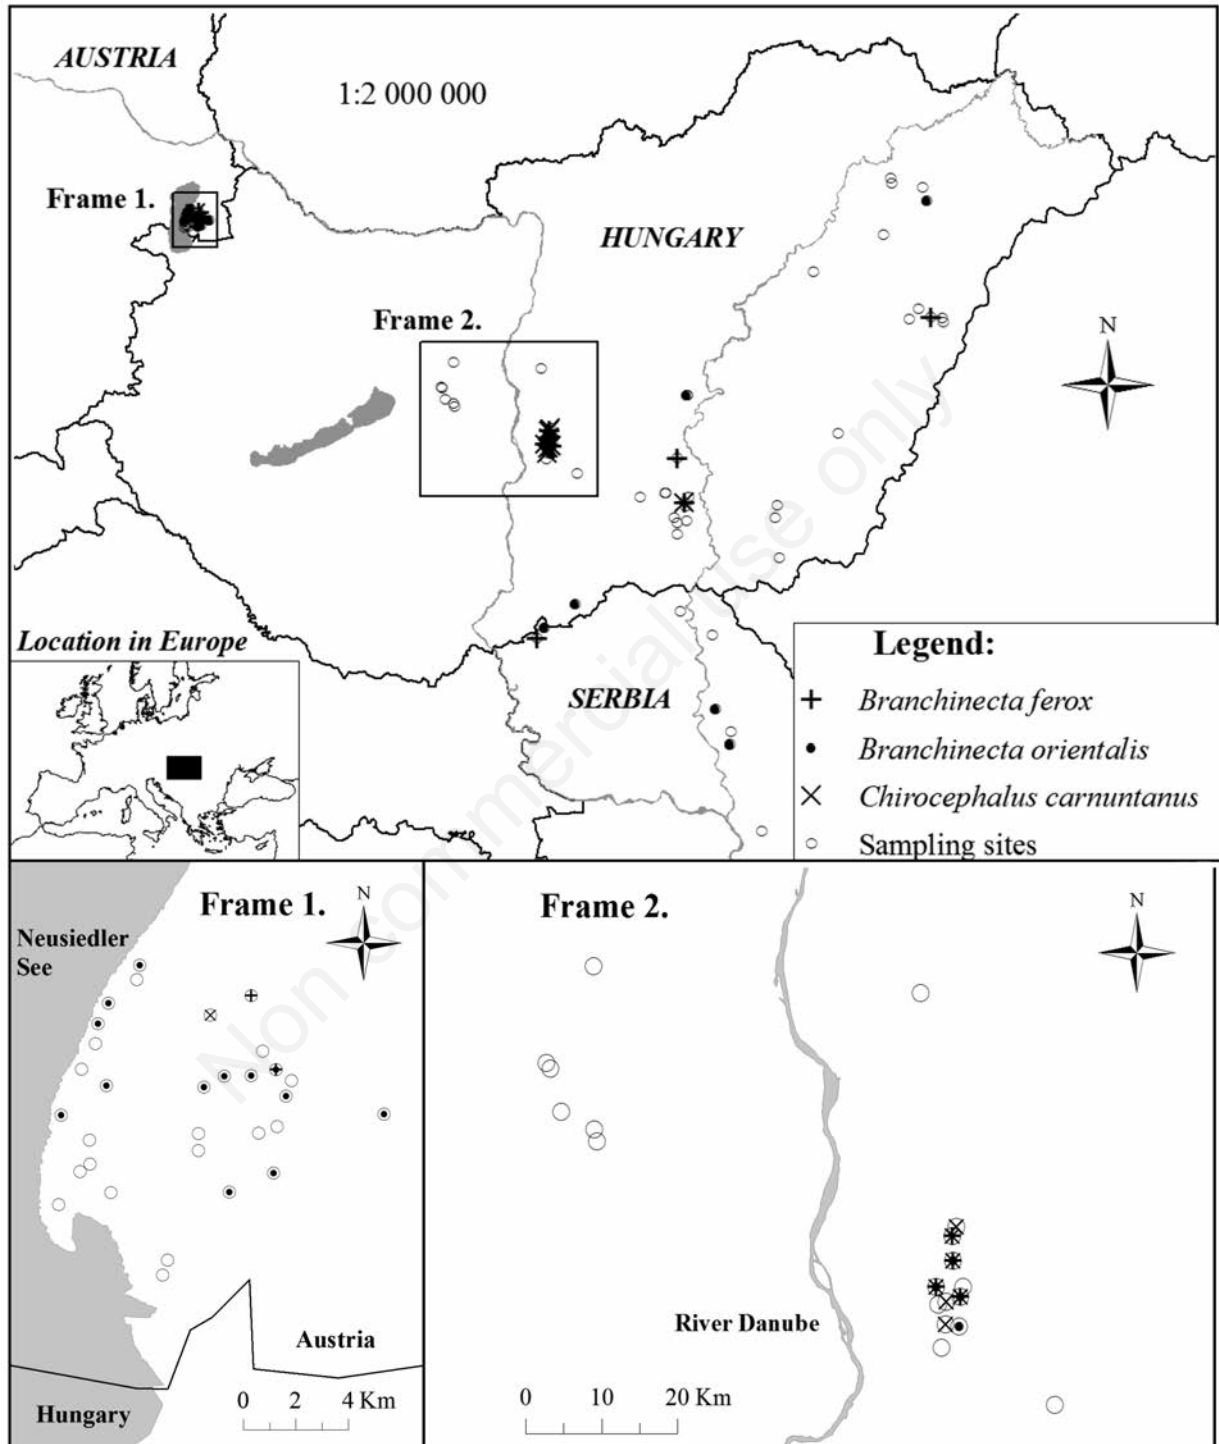 AUSTRIA
1:2 000 000
Frame 1.
HUNGARY
Frame 2.
N
Location in Europe
SERBIA
Legend:
Branchinecta ferox
Branchinecta orientalis
Chirocephalus carnuntanus
Sampling sites
Non commercial use only
Frame 1.
N
Neusiedler
See
Austria
Hungary
0 2 4 Km
Frame 2.
N
River Danube
0 10 20 Km